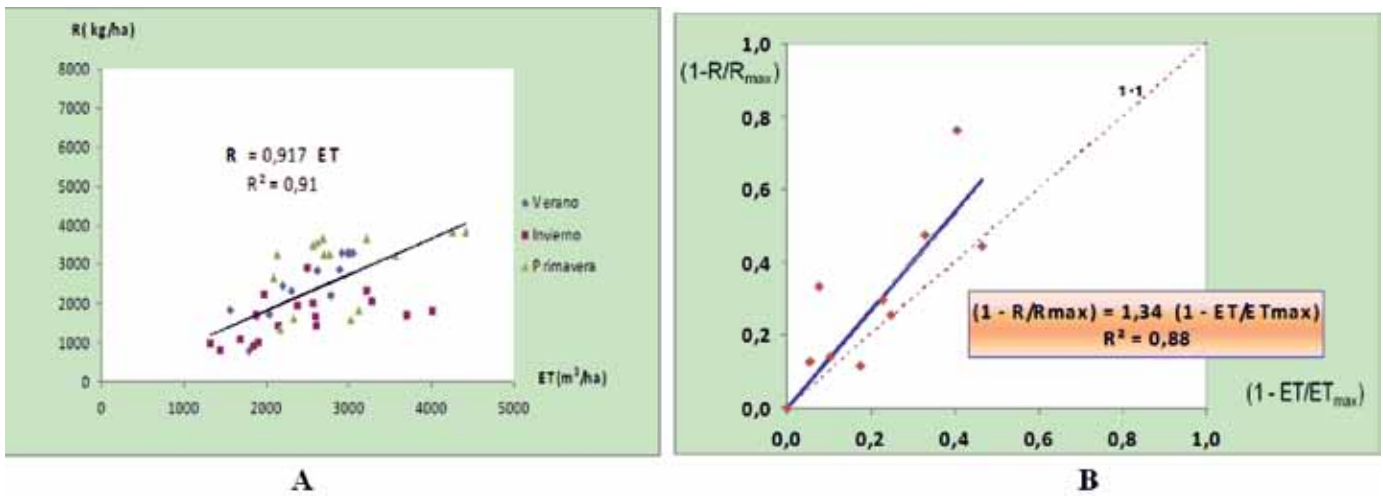 R( kg/ha)
8000
7000
6000
5000
4000
3000
2000
1000
0
R = 0,917 ET
R² = 0,91
Verano
Invierno
Primavera
ET(m³/ha)
0 1000 2000 3000 4000 5000
A
(1-R/Rmax)
1,0
0,8
0,6
0,4
0,2
0,0
1:1
(1 - R/Rmax) = 1,34 (1 - ET/ETmax)
R² = 0,88
(1 - ET/ETmax)
0,0 0,2 0,4 0,6 0,8 1,0
B